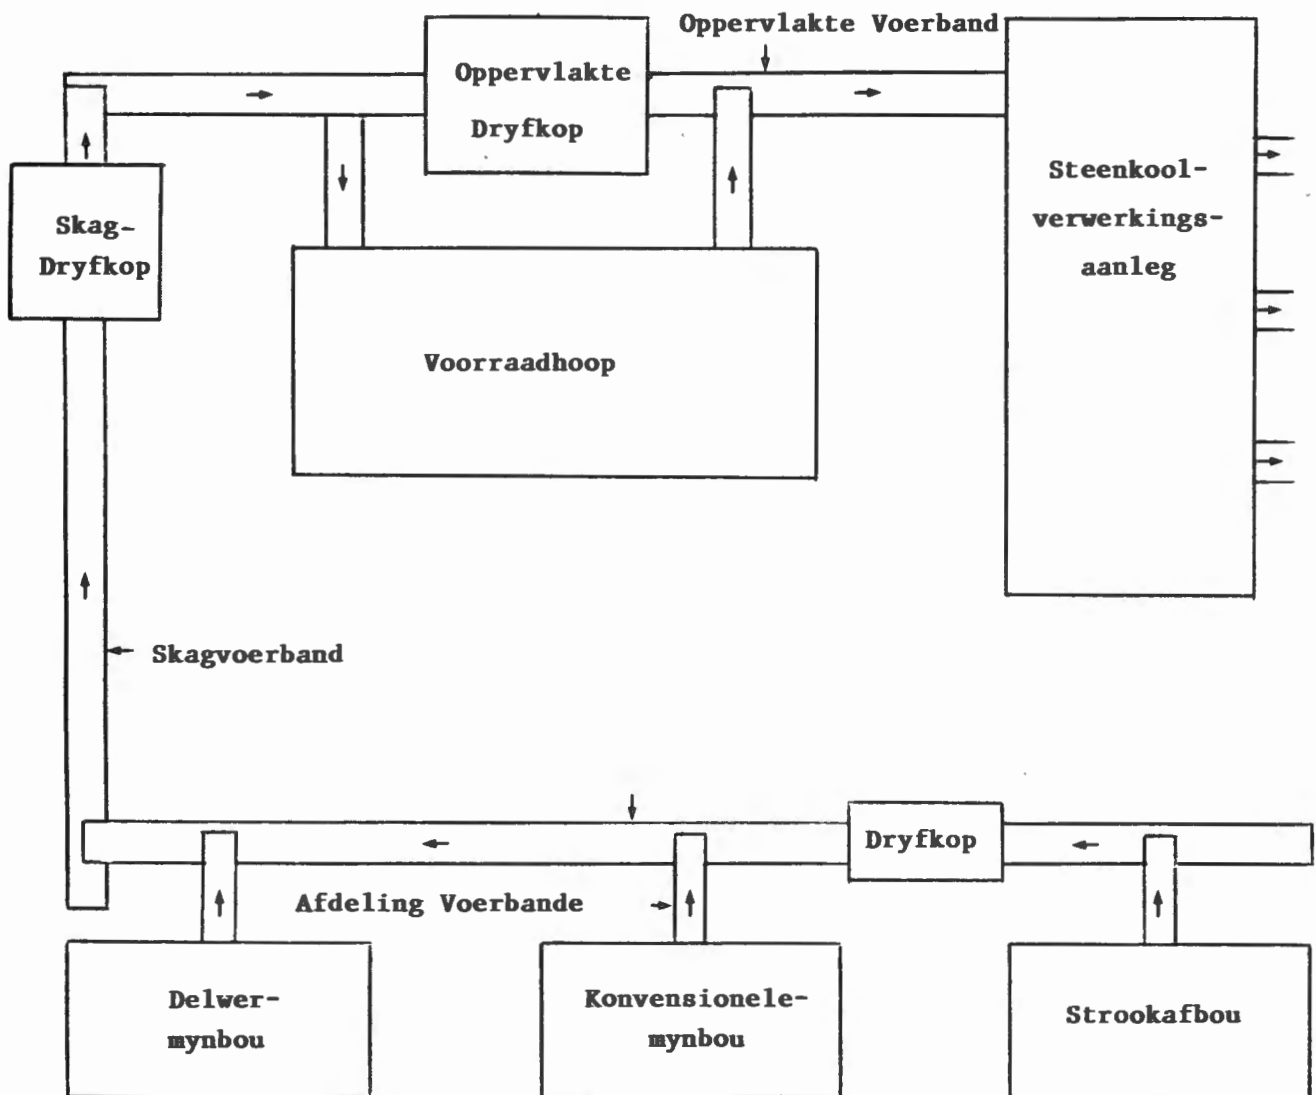 Oppervlakte Voerband
Oppervlakte
Dryfkop
Steenkool-
verwerkings-
aanleg
Skag-
Dryfkop
Voorraadhoop
Skagvoerband
Dryfkop
Afdeling Voerbande
Delwer-
mynbou
Konvensionele-
mynbou
Strookafbou